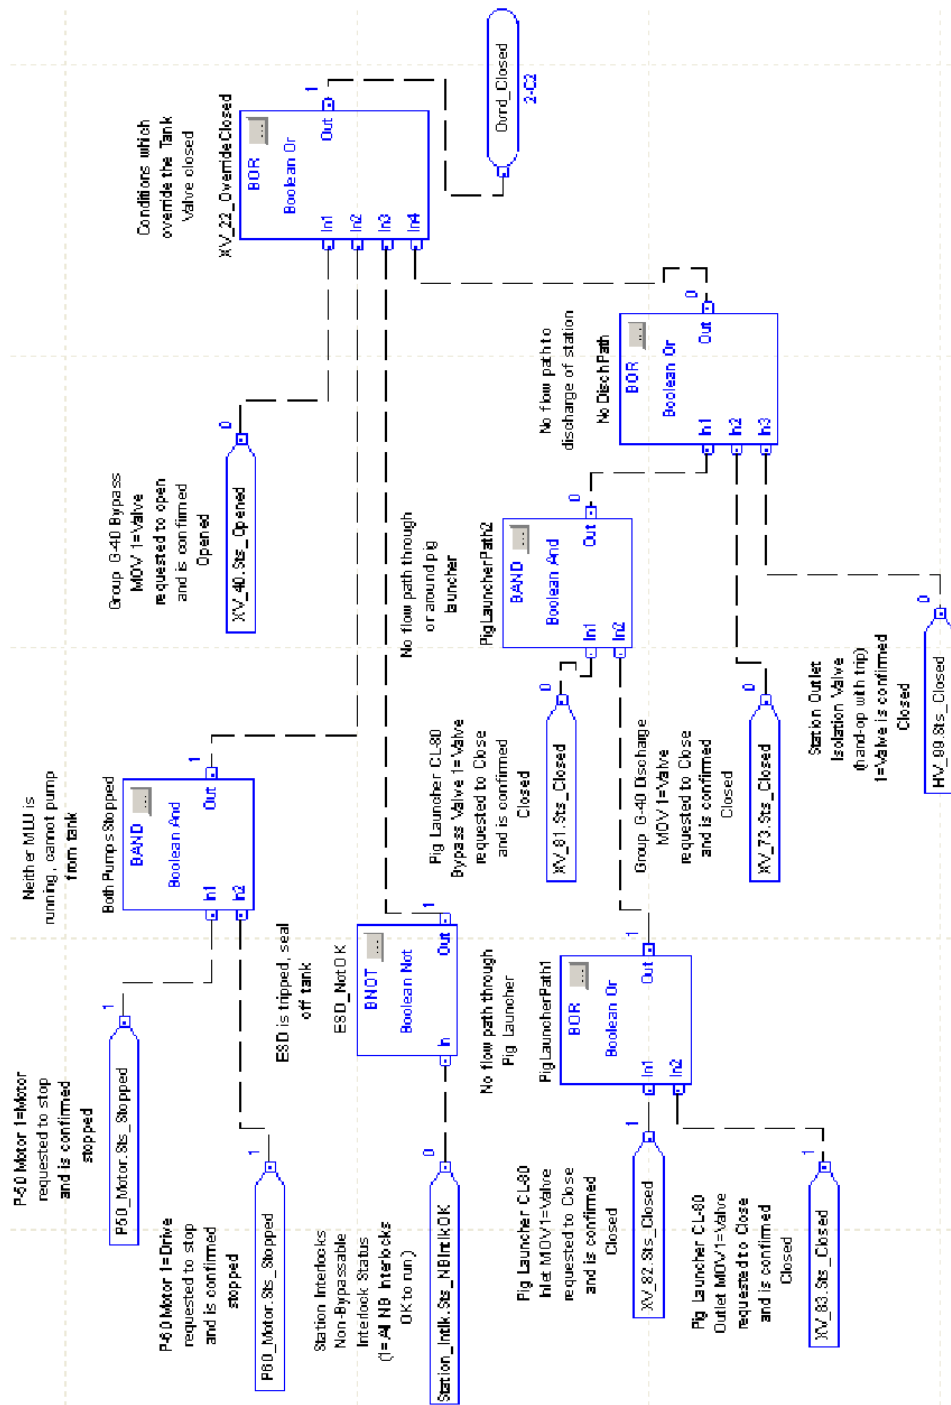 P-50 Motor 1=Motor
requested to stop
and is confirmed
stopped
P50_Motor.Sts_Stopped
1
P-60 Motor 1=Drive
requested to stop
and is confirmed
stopped
P60_Motor.Sts_Stopped
1
Neither MLU is
running, cannot pump
from tank
BothPumpsStopped
BAND
...
Boolean And
In1
In2
Out
1
Station Interlocks
Non-Bypassable
Interlock Status
(1=All NB Interlocks
OK to run)
Station_Intlk.Sts_NBIntlkOK
0
ESD is tripped, seal
off tank
ESD_NotOK
BNOT
...
Boolean Not
In
Out
1
Group G-40 Bypass
MOV 1=Valve
requested to open
and is confirmed
Opened
XV_40.Sts_Opened
0
Conditions which
override the Tank
Valve closed
XV_22_OverrideClosed
BOR
...
Boolean Or
In1
In2
In3
In4
Out
1
Ovrd_Closed
2-C2
Pig Launcher CL-80
Inlet MOV1=Valve
requested to Close
and is confirmed
Closed
XV_82.Sts_Closed
1
Pig Launcher CL-80
Outlet MOV1=Valve
requested to Close
and is confirmed
Closed
XV_83.Sts_Closed
1
No flow path through
Pig Launcher
PigLauncherPath1
BOR
...
Boolean Or
In1
In2
Out
1
Pig Launcher CL-80
Bypass Valve 1=Valve
requested to Close
and is confirmed
Closed
XV_81.Sts_Closed
0
No flow path through
or around pig
launcher
PigLauncherPath2
BAND
...
Boolean And
In1
In2
Out
0
Group G-40 Discharge
MOV 1=Valve
requested to Close
and is confirmed
Closed
XV_73.Sts_Closed
0
Station Outlet
Isolation Valve
(hand-op with trip)
1=Valve is confirmed
Closed
HV_99.Sts_Closed
0
No flow path to
discharge of station
NoDischPath
BOR
...
Boolean Or
In1
In2
In3
Out
0